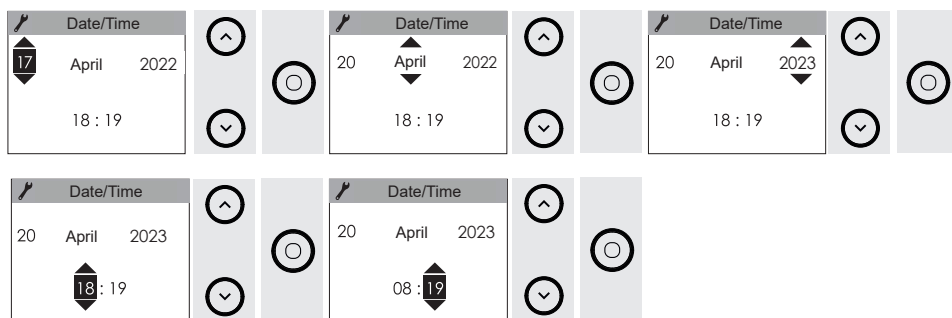 Date/Time
17 April 2022
18 : 19
Date/Time
20 April 2022
18 : 19
Date/Time
20 April 2023
18 : 19
Date/Time
20 April 2023
18 : 19
Date/Time
20 April 2023
08 : 19